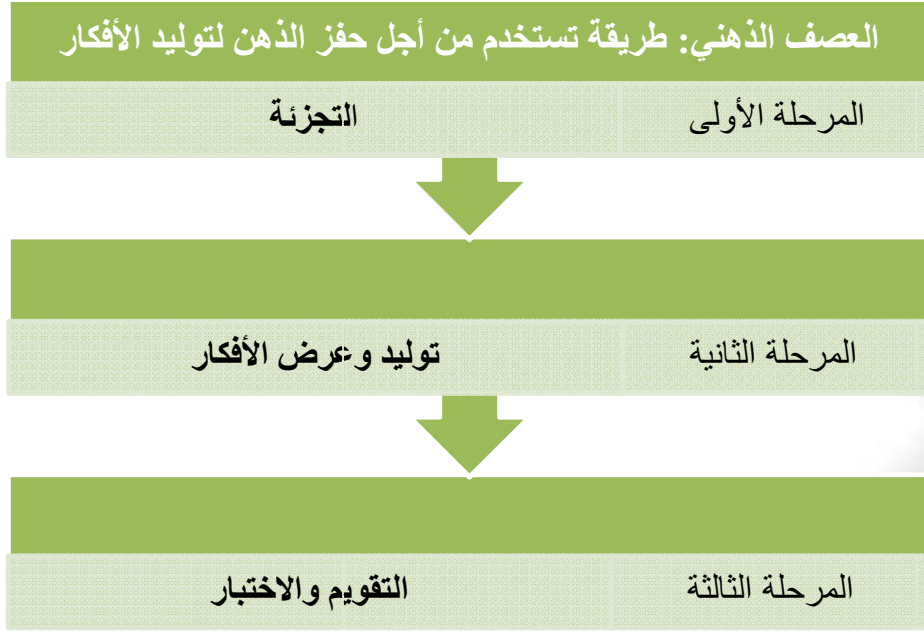 العصف الذهني: طريقة تستخدم من أجل حفز الذهن لتوليد الأفكار
المرحلة الأولى التجزئة
المرحلة الثانية توليد وعرض الأفكار
المرحلة الثالثة التقويم والاختبار